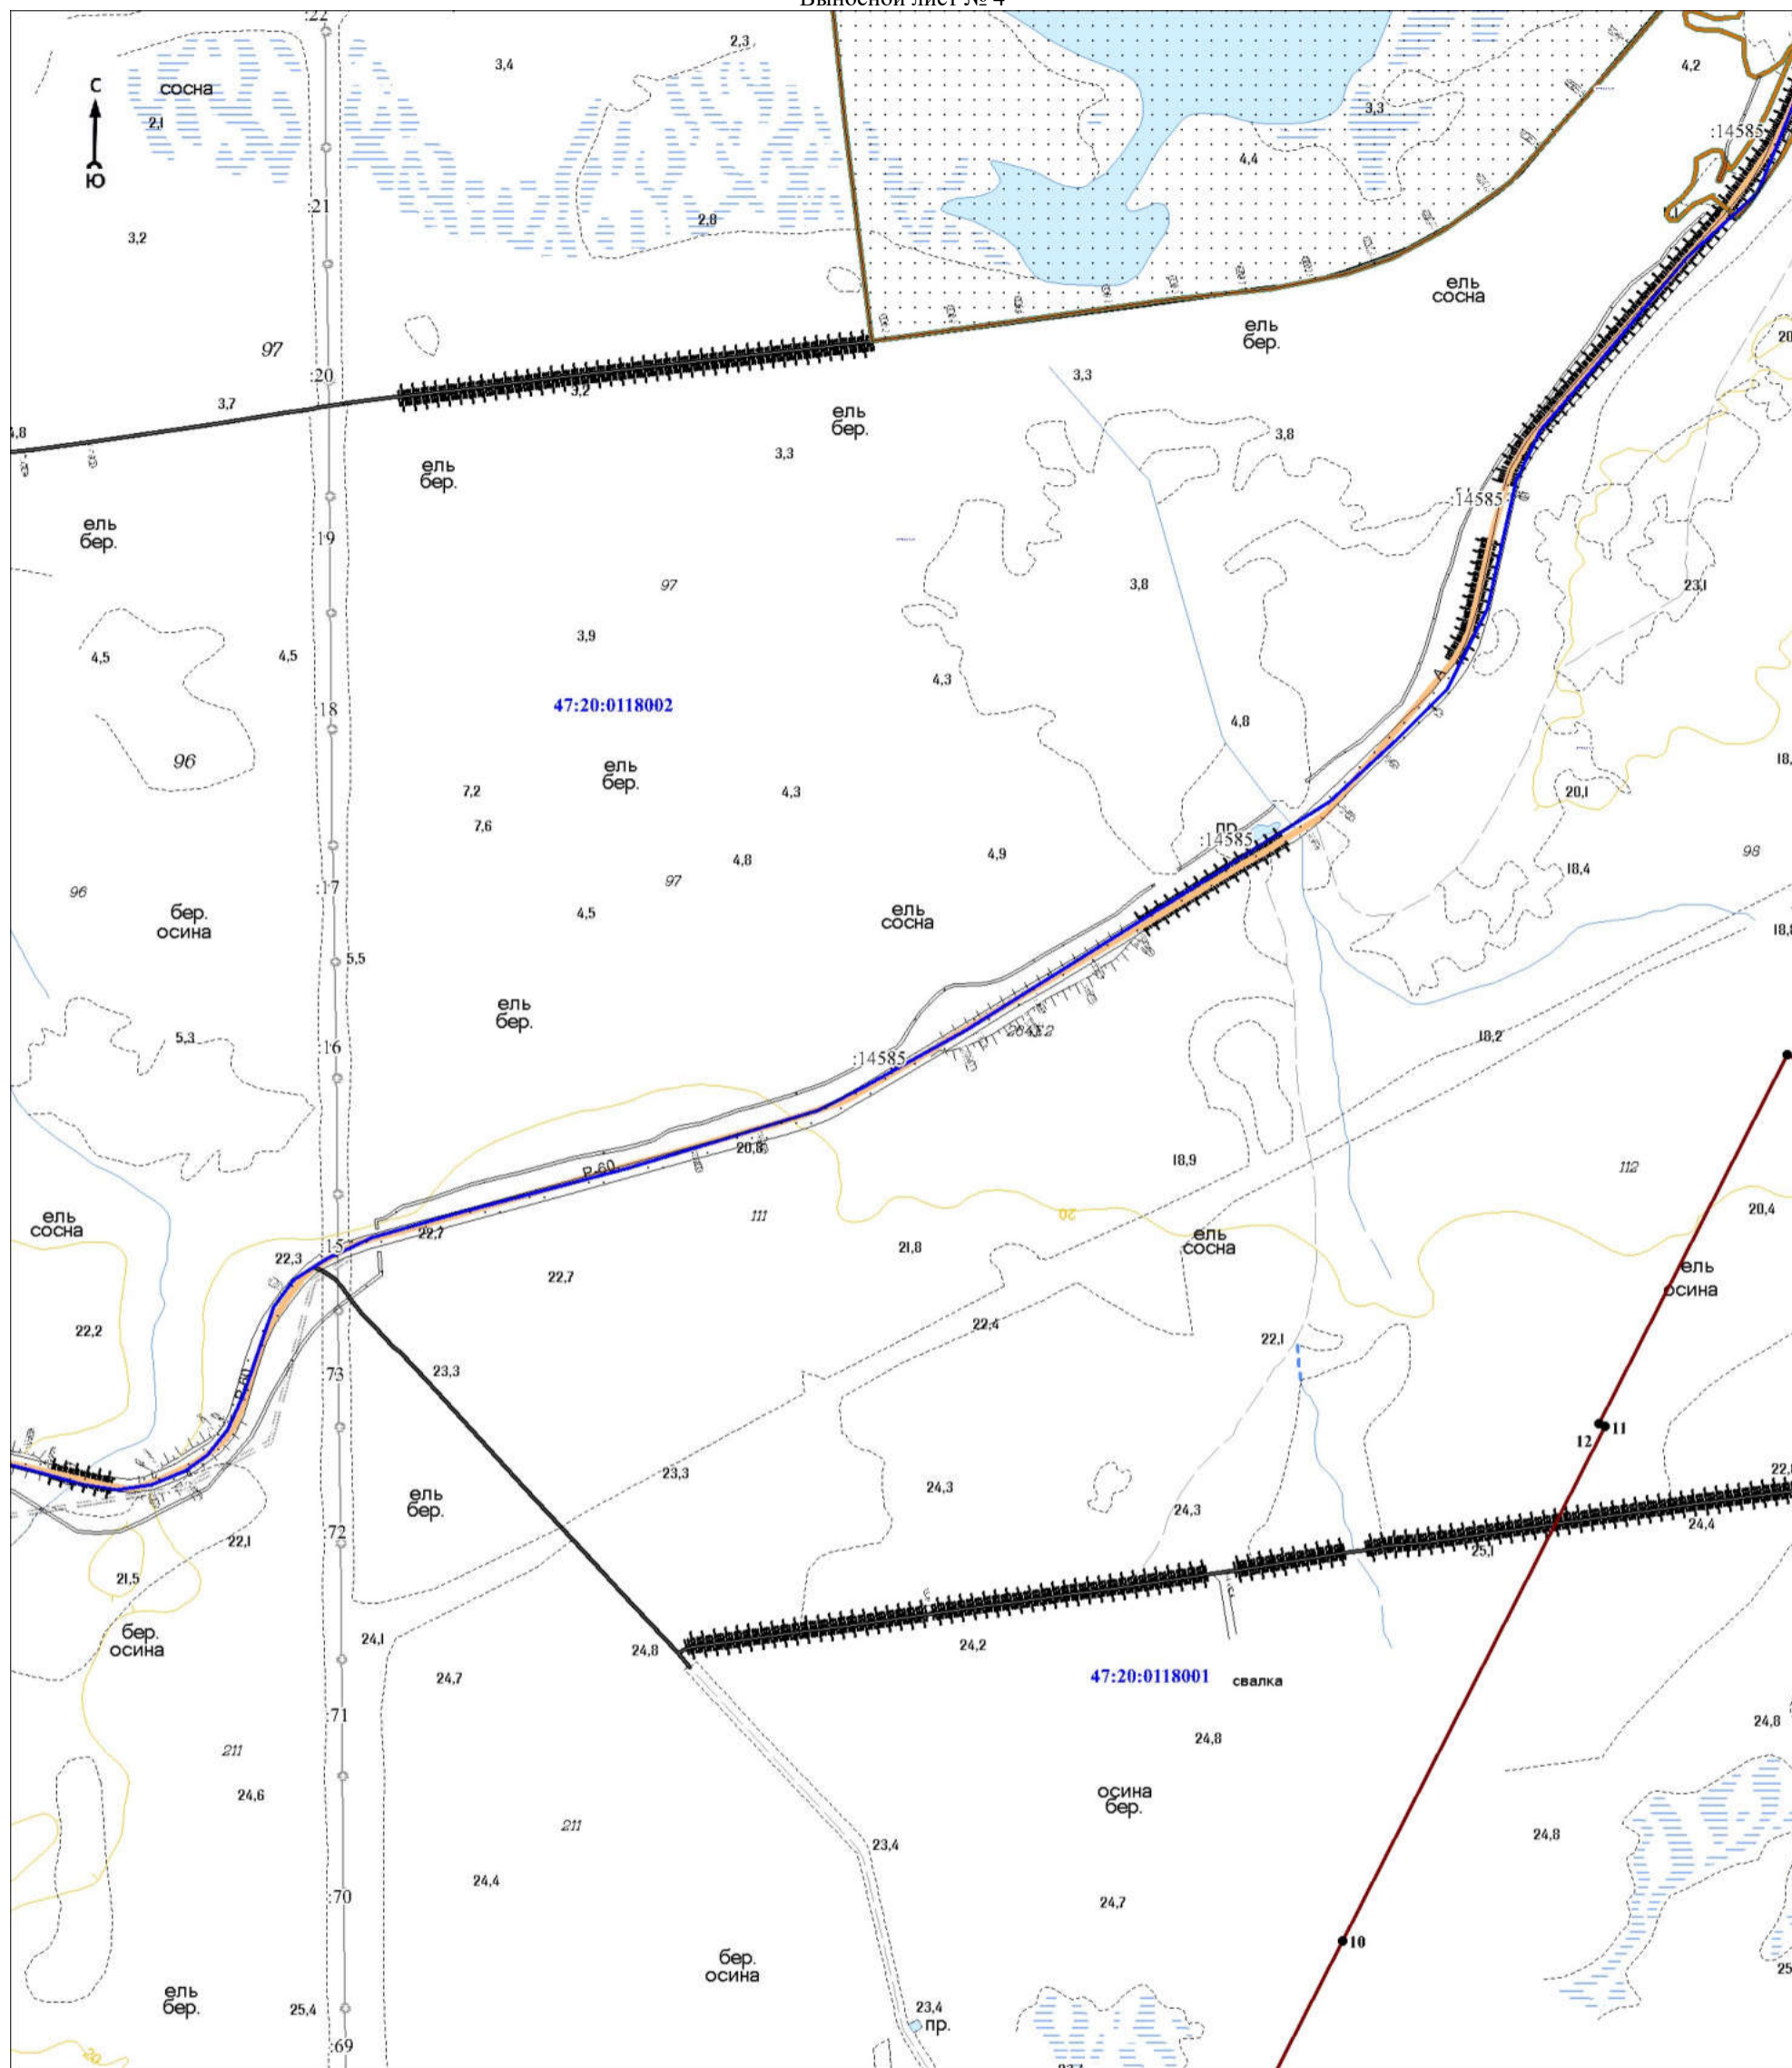 Выносной лист № 4
:22
2,3
3,4
4,2
С
сосна
2,1
3,3
:14585
4,4
Ю
:21
2,8
3,2
ель
сосна
ель
бер.
97
:20
3,3
3,2
3,7
ель
бер.
4,8
3,8
3,3
ель
бер.
:14585
ель
бер.
:19
97
3,8
23,1
3,9
4,5
4,5
4,3
А
47:20:0118002
:18
4,8
96
ель
бер.
18,
7,2
4,3
20,1
7,6
пр.
:14585
4,8
4,9
98
18,4
97
:17
96
бер.
осина
4,5
ель
сосна
5,5
ель
бер.
5,3
18,2
:16
:14585
20,8
18,9
Р-60
112
ель
сосна
111
20
20,4
22,7
:15
21,8
ель
сосна
22,3
22,7
ель
осина
22,4
22,2
22,1
23,3
:73
Р-60
11
12
23,3
24,3
ель
бер.
24,3
24,4
:72
22,1
25,1
21,5
бер.
осина
24,1
24,8
24,2
24,7
47:20:0118001
свалка
:71
24,8
24,8
211
24,6
осина
бер.
211
24,8
23,4
24,4
:70
24,7
10
бер.
осина
ель
бер.
25,4
23,4
пр.
:69
20